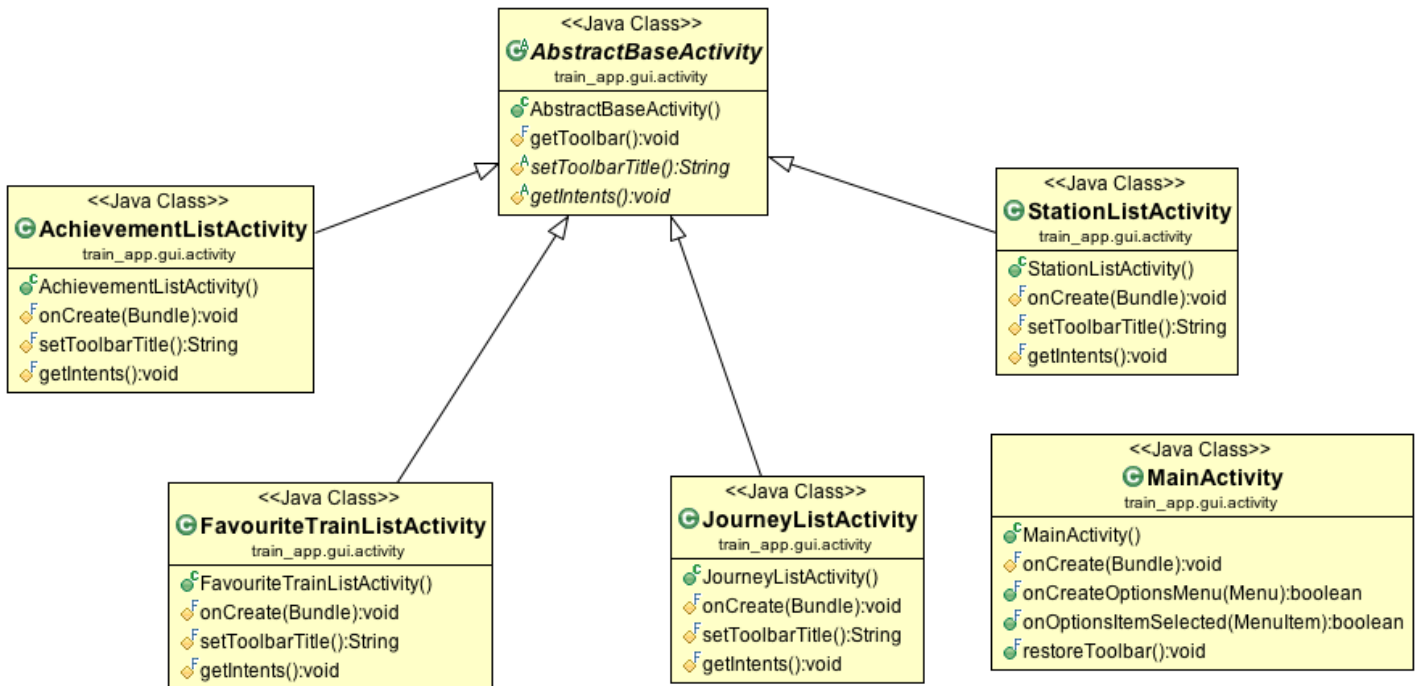 <<Java Class>>
AbstractBaseActivity
train_app.gui.activity
AbstractBaseActivity()
getToolbar():void
setToolbarTitle():String
getIntents():void
<<Java Class>>
AchievementListActivity
train_app.gui.activity
AchievementListActivity()
onCreate(Bundle):void
setToolbarTitle():String
getIntents():void
<<Java Class>>
StationListActivity
train_app.gui.activity
StationListActivity()
onCreate(Bundle):void
setToolbarTitle():String
getIntents():void
<<Java Class>>
FavouriteTrainListActivity
train_app.gui.activity
FavouriteTrainListActivity()
onCreate(Bundle):void
setToolbarTitle():String
getIntents():void
<<Java Class>>
JourneyListActivity
train_app.gui.activity
JourneyListActivity()
onCreate(Bundle):void
setToolbarTitle():String
getIntents():void
<<Java Class>>
MainActivity
train_app.gui.activity
MainActivity()
onCreate(Bundle):void
onCreateOptionsMenu(Menu):boolean
onOptionsItemSelected(MenuItem):boolean
restoreToolbar():void